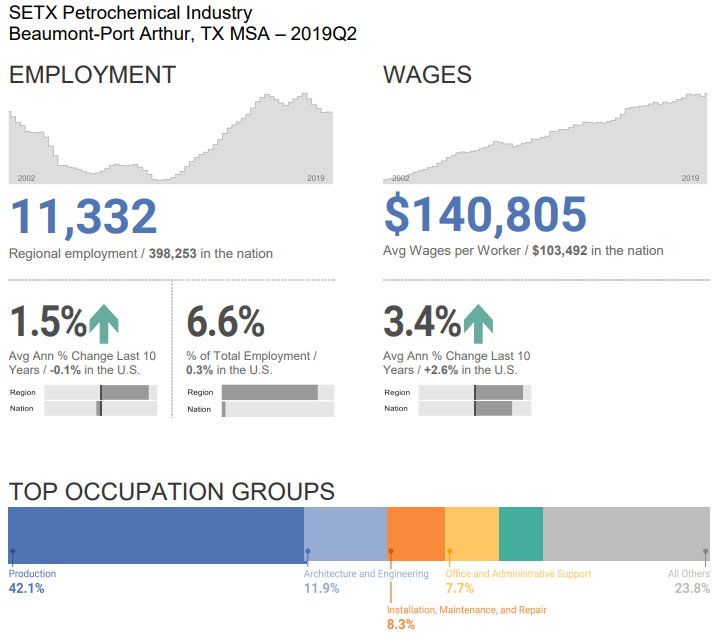 SETX Petrochemical Industry
Beaumont-Port Arthur, TX MSA – 2019Q2
EMPLOYMENT
2002
2019
11,332
Regional employment / 398,253 in the nation
1.5%
Avg Ann % Change Last 10
Years / -0.1% in the U.S.
Region
Nation
6.6%
% of Total Employment /
0.3% in the U.S.
Region
Nation
WAGES
2002
2019
$140,805
Avg Wages per Worker / $103,492 in the nation
3.4%
Avg Ann % Change Last 10
Years / +2.6% in the U.S.
Region
Nation
TOP OCCUPATION GROUPS
Production
42.1%
Architecture and Engineering
11.9%
Installation, Maintenance, and Repair
8.3%
Office and Administrative Support
7.7%
All Others
23.8%